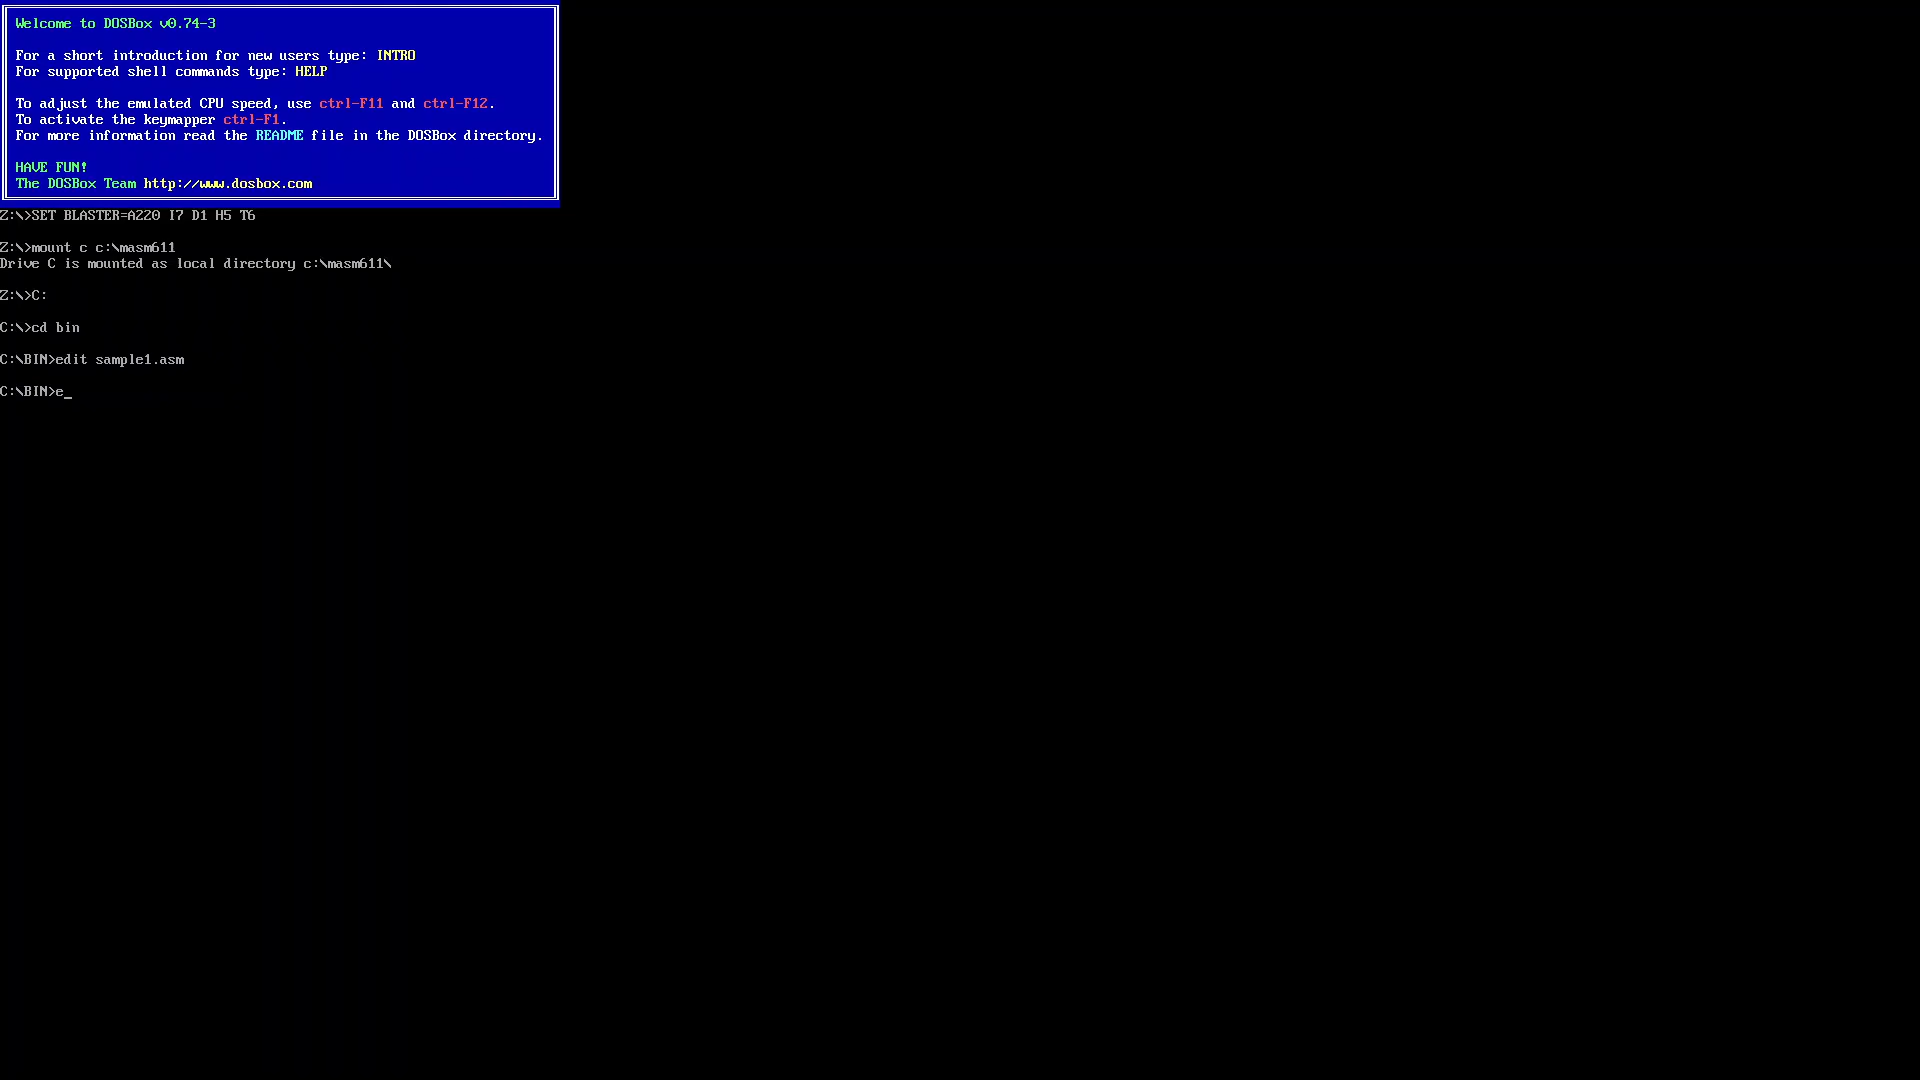 Welcome to DOSBox v0.74-3
For a short introduction for new users type: INTRO
For supported shell commands type: HELP
To adjust the emulated CPU speed, use ctrl-F11 and ctrl-F12.
To activate the keymapper ctrl-F1.
For more information read the README file in the DOSBox directory.
HAVE FUN!
The DOSBox Team http://www.dosbox.com
Z:\>SET BLASTER=A220 I7 D1 H5 T6
Z:\>mount c c:\masm611
Drive C is mounted as local directory c:\masm611\
Z:\>C:
C:\>cd bin
C:\BIN>edit sample1.asm
C:\BIN>e_